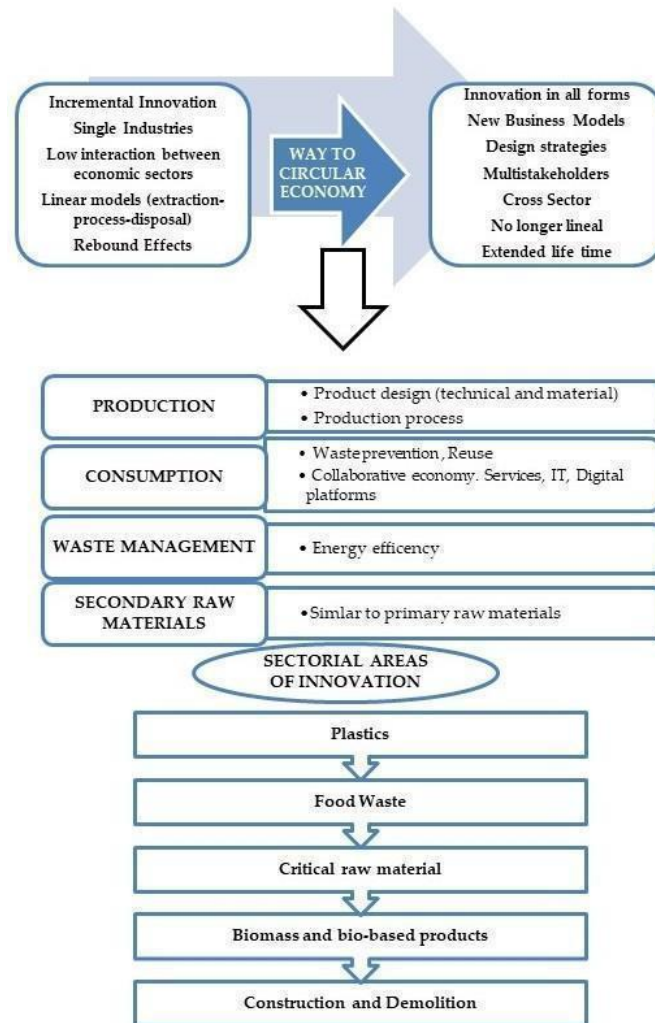 Incremental Innovation
Single Industries
Low interaction between
economic sectors
Linear models (extraction-
process-disposal)
Rebound Effects
WAY TO
CIRCULAR
ECONOMY
Innovation in all forms
New Business Models
Design strategies
Multistakeholders
Cross Sector
No longer lineal
Extended life time
PRODUCTION
• Product design (technical and material)
• Production process
CONSUMPTION
• Waste prevention, Reuse
• Collaborative economy. Services, IT, Digital
platforms
WASTE MANAGEMENT
• Energy efficency
SECONDARY RAW
MATERIALS
• Simlar to primary raw materials
SECTORIAL AREAS
OF INNOVATION
Plastics
Food Waste
Critical raw material
Biomass and bio-based products
Construction and Demolition